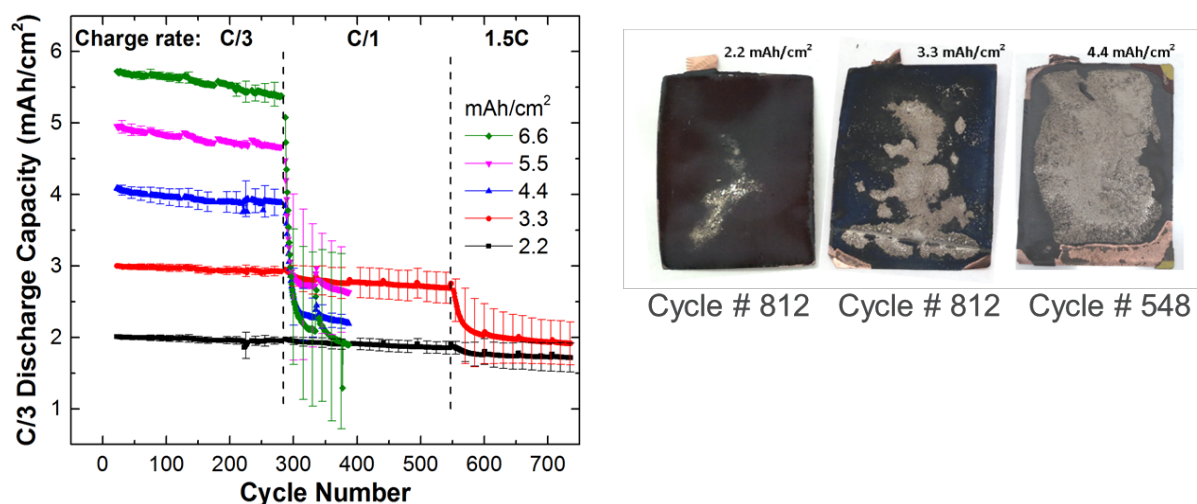 Charge rate: C/3 C/1 1.5C
C/3 Discharge Capacity (mAh/cm²)
6
5
4
3
2
1
mAh/cm²
6.6
5.5
4.4
3.3
2.2
0 100 200 300 400 500 600 700
Cycle Number
2.2 mAh/cm² 3.3 mAh/cm² 4.4 mAh/cm²
Cycle # 812 Cycle # 812 Cycle # 548